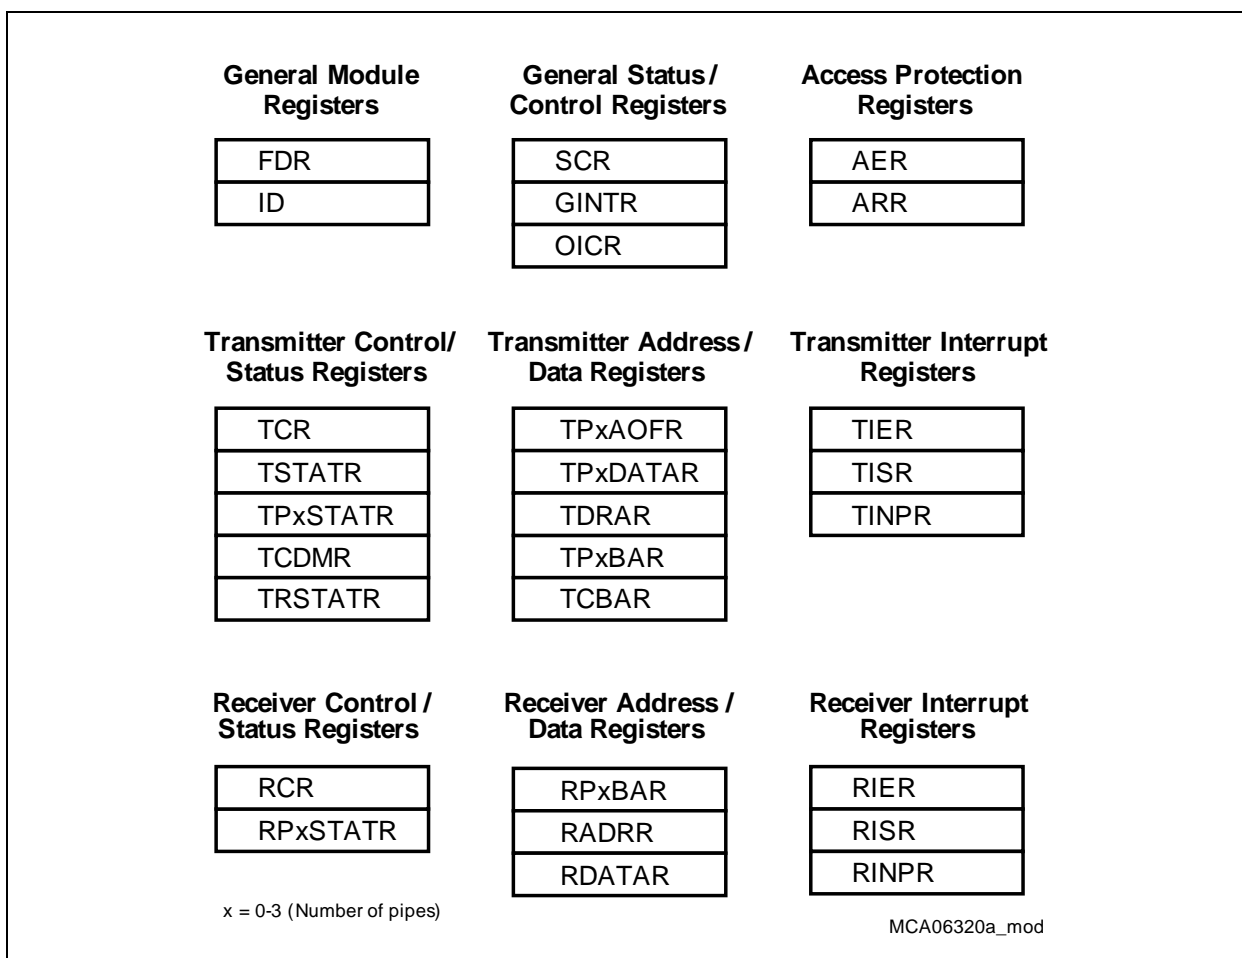 General Module
Registers
FDR
ID
General Status /
Control Registers
SCR
GINTR
OICR
Access Protection
Registers
AER
ARR
Transmitter Control/
Status Registers
TCR
TSTATR
TPxSTATR
TCDMR
TRSTATR
Transmitter Address /
Data Registers
TPxAOFR
TPxDATAR
TDRAR
TPxBAR
TCBAR
Transmitter Interrupt
Registers
TIER
TISR
TINPR
Receiver Control /
Status Registers
RCR
RPxSTATR
Receiver Address /
Data Registers
RPxBAR
RADRR
RDATAR
Receiver Interrupt
Registers
RIER
RISR
RINPR
x = 0-3 (Number of pipes)
MCA06320a_mod